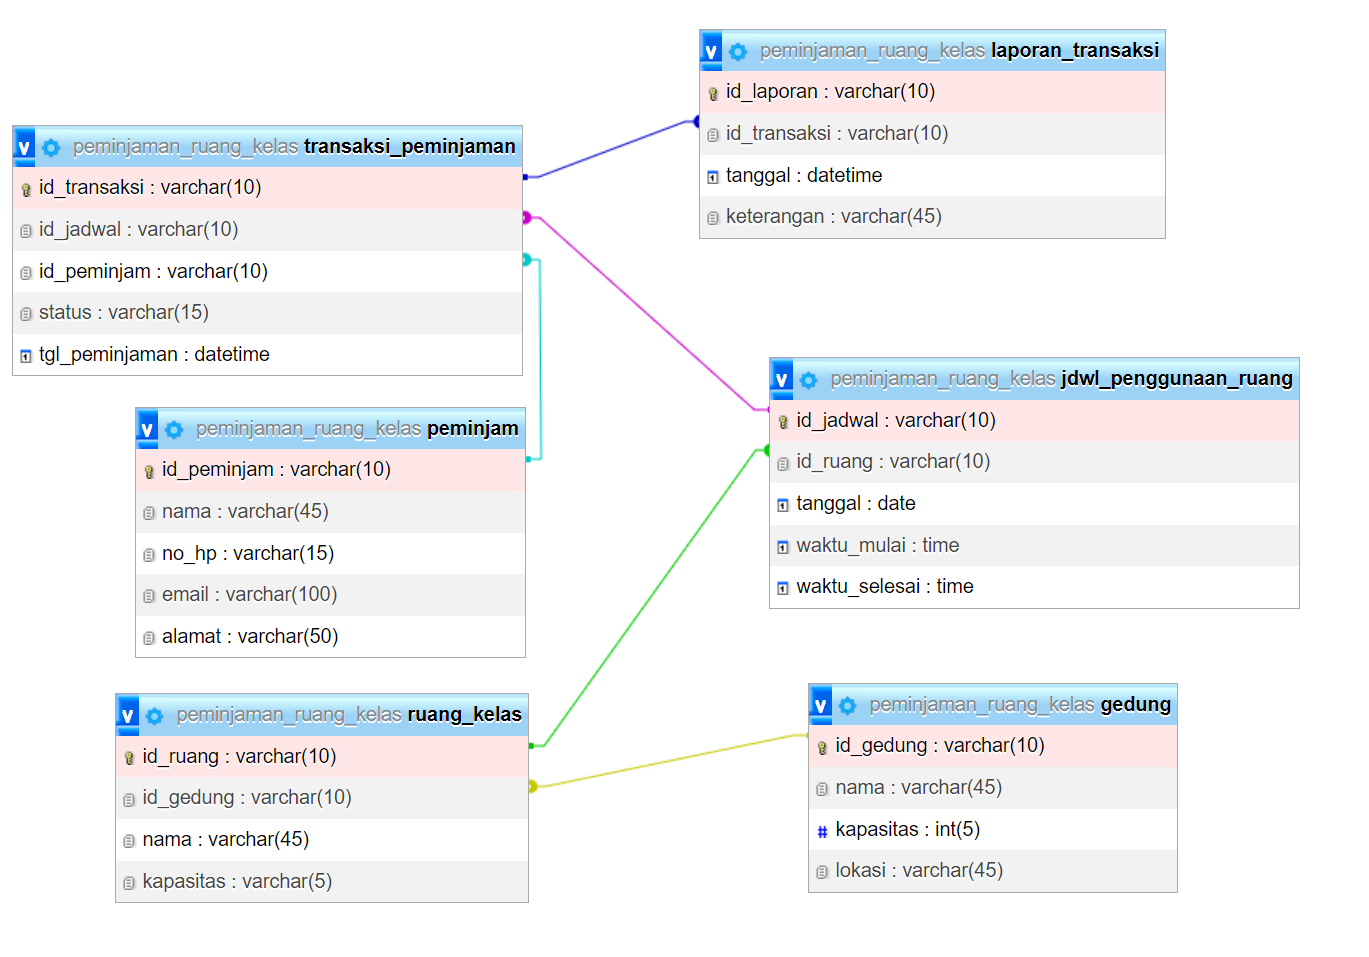 v peminjaman_ruang_kelas laporan_transaksi
id_laporan : varchar(10)
id_transaksi : varchar(10)
tanggal : datetime
keterangan : varchar(45)
v peminjaman_ruang_kelas transaksi_peminjaman
id_transaksi : varchar(10)
id_jadwal : varchar(10)
id_peminjam : varchar(10)
status : varchar(15)
tgl_peminjaman : datetime
v peminjaman_ruang_kelas jdwl_penggunaan_ruang
id_jadwal : varchar(10)
id_ruang : varchar(10)
tanggal : date
waktu_mulai : time
waktu_selesai : time
v peminjaman_ruang_kelas peminjam
id_peminjam : varchar(10)
nama : varchar(45)
no_hp : varchar(15)
email : varchar(100)
alamat : varchar(50)
v peminjaman_ruang_kelas ruang_kelas
id_ruang : varchar(10)
id_gedung : varchar(10)
nama : varchar(45)
kapasitas : varchar(5)
v peminjaman_ruang_kelas gedung
id_gedung : varchar(10)
nama : varchar(45)
# kapasitas : int(5)
lokasi : varchar(45)